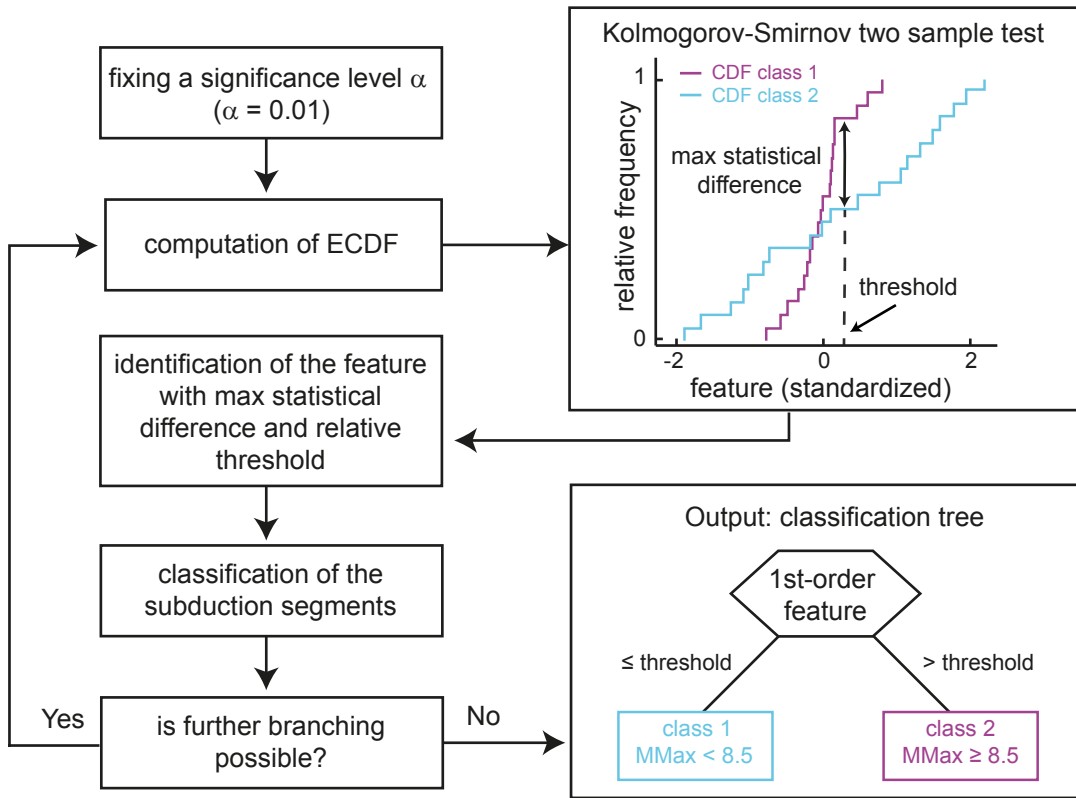 fixing a significance level α
(α = 0.01)
computation of ECDF
Kolmogorov-Smirnov two sample test
CDF class 1
CDF class 2
1
max statistical
difference
relative frequency
threshold
0
-2
0
2
feature (standardized)
identification of the feature
with max statistical
difference and relative
threshold
classification of the
subduction segments
Yes
is further branching
possible?
No
Output: classification tree
1st-order
feature
≤ threshold
> threshold
class 1
MMax < 8.5
class 2
MMax ≥ 8.5